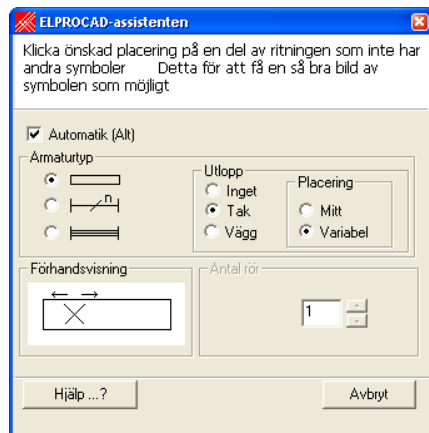 ELPROCAD-assistenten
Klicka önskad placering på en del av ritningen som inte har
andra symboler Detta för att få en så bra bild av
symbolen som möjligt
Automatik (Alt)
Armaturtyp
n
Utlopp
Inget
Tak
Vägg
Placering
Mitt
Variabel
Förhandsvisning
Antal rör
1
Hjälp ...?
Avbryt